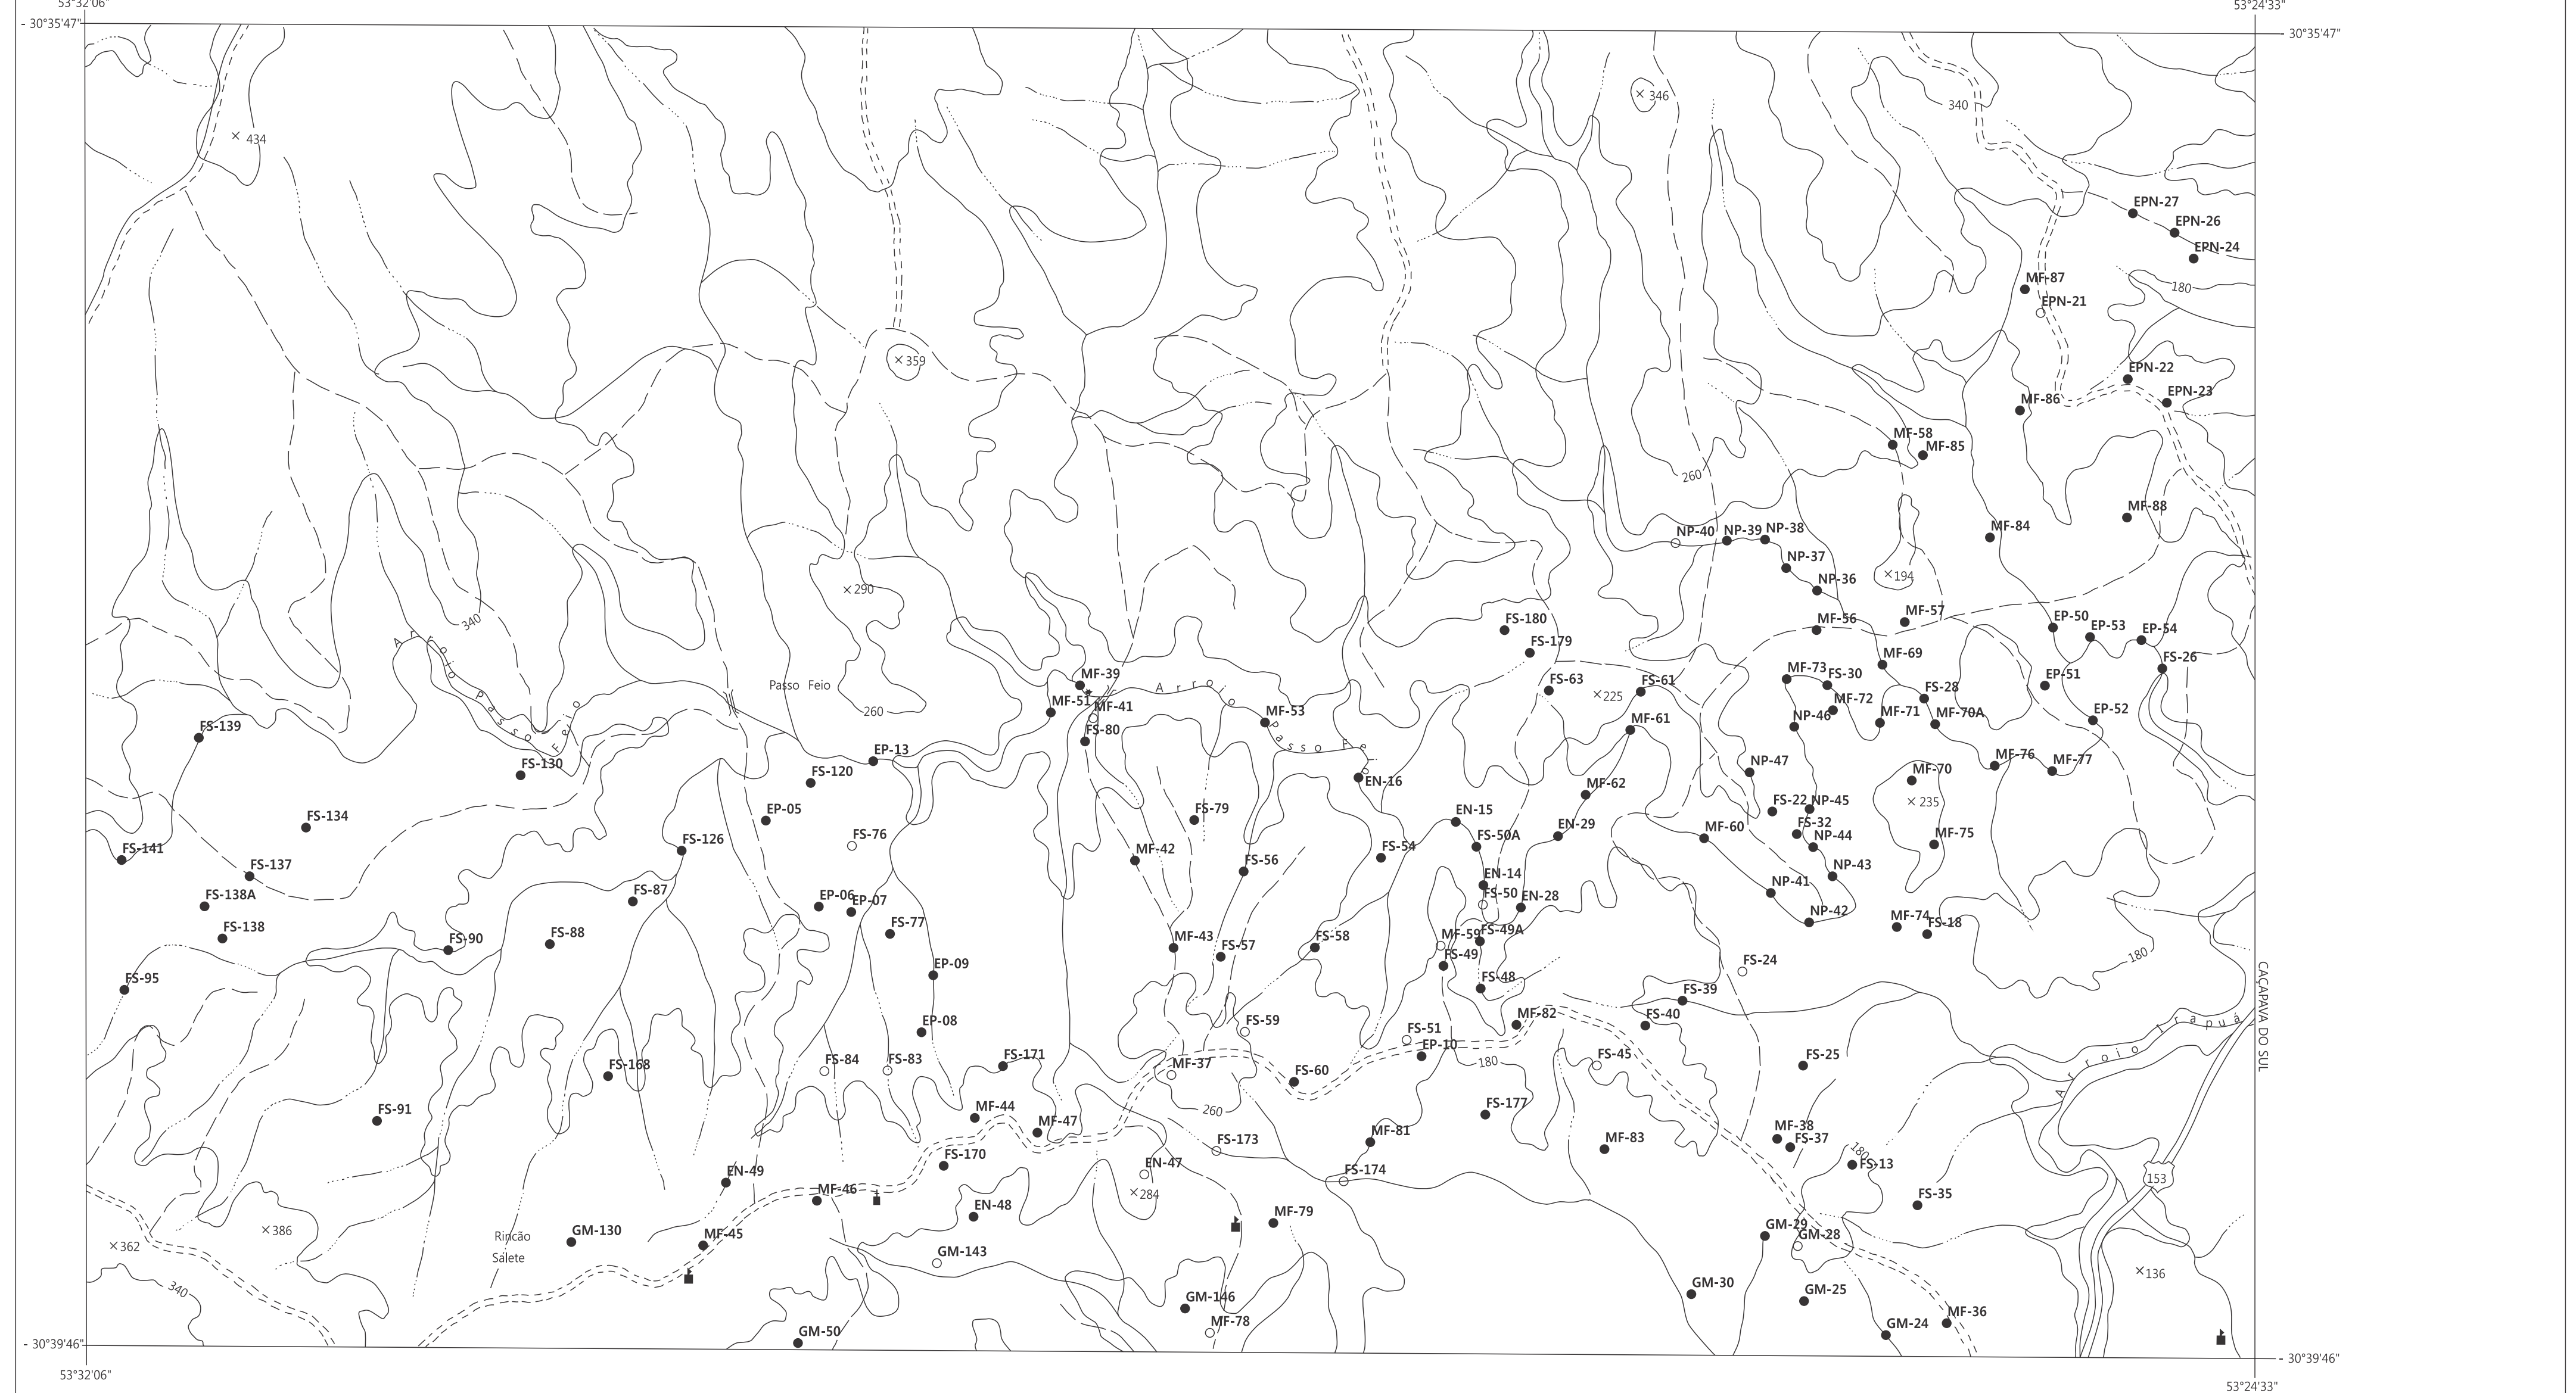 53°32'06"
53°24'33"
- 30°35'47"
- 30°35'47"
346
340
434
EPN-27
EPN-26
EPN-24
MF-87
180
EPN-21
359
EPN-22
EPN-23
MF-86
MF-58
MF-85
260
MF-88
MF-84
NP-40
NP-39
NP-38
NP-37
NP-36
194
290
340
Arroio Passo Feio
FS-180
FS-179
MF-56
MF-57
EP-50
EP-53
EP-54
FS-26
MF-69
Passo Feio
260
MF-39
MF-51
MF-41
FS-80
Arroio Passo Fei o
MF-53
FS-63
225
FS-61
MF-61
MF-73
FS-30
MF-72
NP-46
MF-71
FS-28
MF-70A
EP-51
EP-52
FS-139
FS-130
EP-13
FS-120
EN-16
NP-47
MF-76
MF-77
MF-70
235
MF-62
FS-134
EP-05
FS-79
EN-15
FS-22
NP-45
FS-141
FS-126
FS-76
MF-42
FS-54
FS-50A
EN-29
MF-60
FS-32
NP-44
MF-75
FS-137
FS-56
EN-14
FS-50
EN-28
NP-43
NP-41
FS-138A
FS-87
EP-06
EP-07
NP-42
FS-138
FS-90
FS-88
FS-77
MF-43
FS-57
FS-58
MF-59
FS-49A
FS-49
MF-74
FS-18
FS-95
EP-09
FS-48
FS-24
180
FS-39
CAÇAPAVA DO SUL
EP-08
FS-59
FS-51
MF-82
FS-40
Arroio Irapuá
EP-10
180
FS-168
FS-84
FS-83
FS-171
MF-37
FS-60
FS-45
FS-25
FS-91
MF-44
MF-47
260
FS-177
MF-38
FS-37
FS-173
MF-81
MF-83
180
FS-13
EN-49
FS-170
EN-47
284
FS-174
153
MF-46
EN-48
MF-79
FS-35
386
362
Rincão
Salete
GM-130
MF-45
GM-143
GM-29
GM-28
136
340
GM-146
GM-30
GM-25
GM-50
MF-78
GM-24
MF-36
- 30°39'46"
- 30°39'46"
53°32'06"
53°24'33"